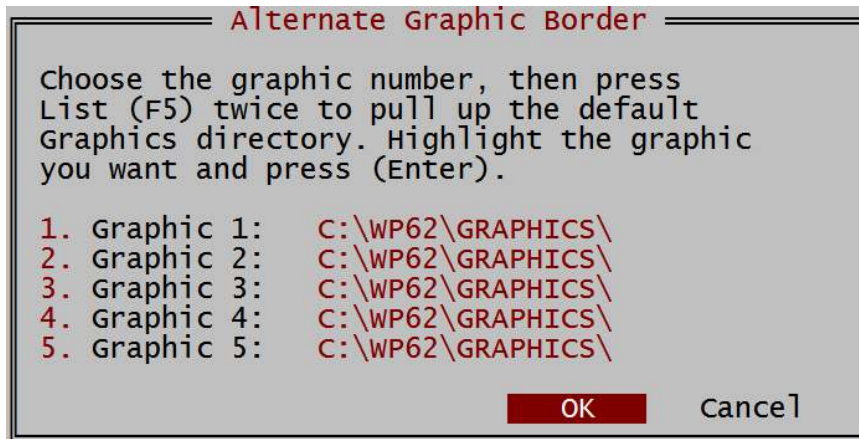 Alternate Graphic Border
Choose the graphic number, then press
List (F5) twice to pull up the default
Graphics directory. Highlight the graphic
you want and press (Enter).
1. Graphic 1: C:\WP62\GRAPHICS\
2. Graphic 2: C:\WP62\GRAPHICS\
3. Graphic 3: C:\WP62\GRAPHICS\
4. Graphic 4: C:\WP62\GRAPHICS\
5. Graphic 5: C:\WP62\GRAPHICS\
OK Cancel